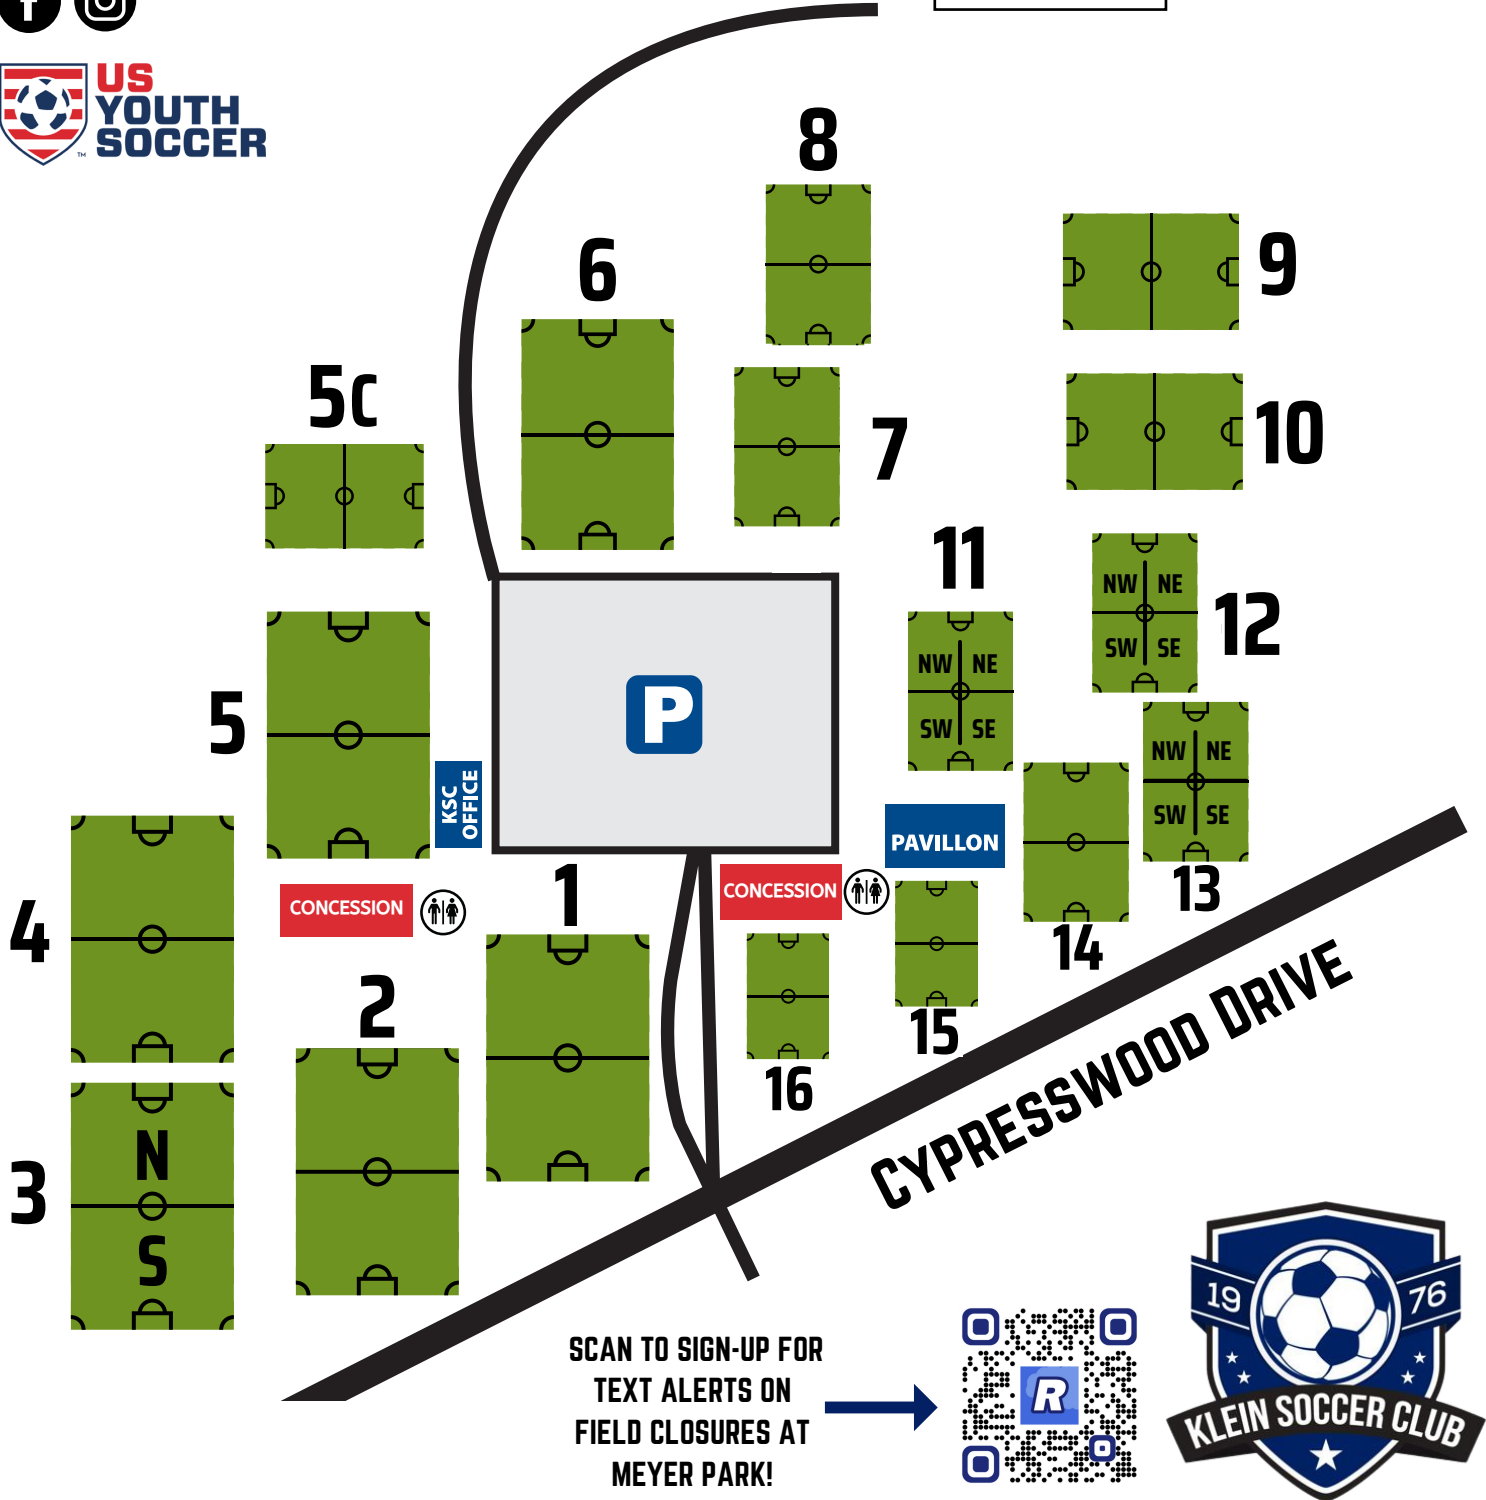 f
US
YOUTH
SOCCER
TM
8
6
9
5C
7
10
11
NW NE
SW SE
12
NW NE
SW SE
5
P
KSC
OFFICE
NW NE
SW SE
13
PAVILLON
CONCESSION
CONCESSION
1
4
14
2
15
16
3
N
S
CYPRESSWOOD DRIVE
SCAN TO SIGN-UP FOR
TEXT ALERTS ON
FIELD CLOSURES AT
MEYER PARK!
R
19 76
KLEIN SOCCER CLUB